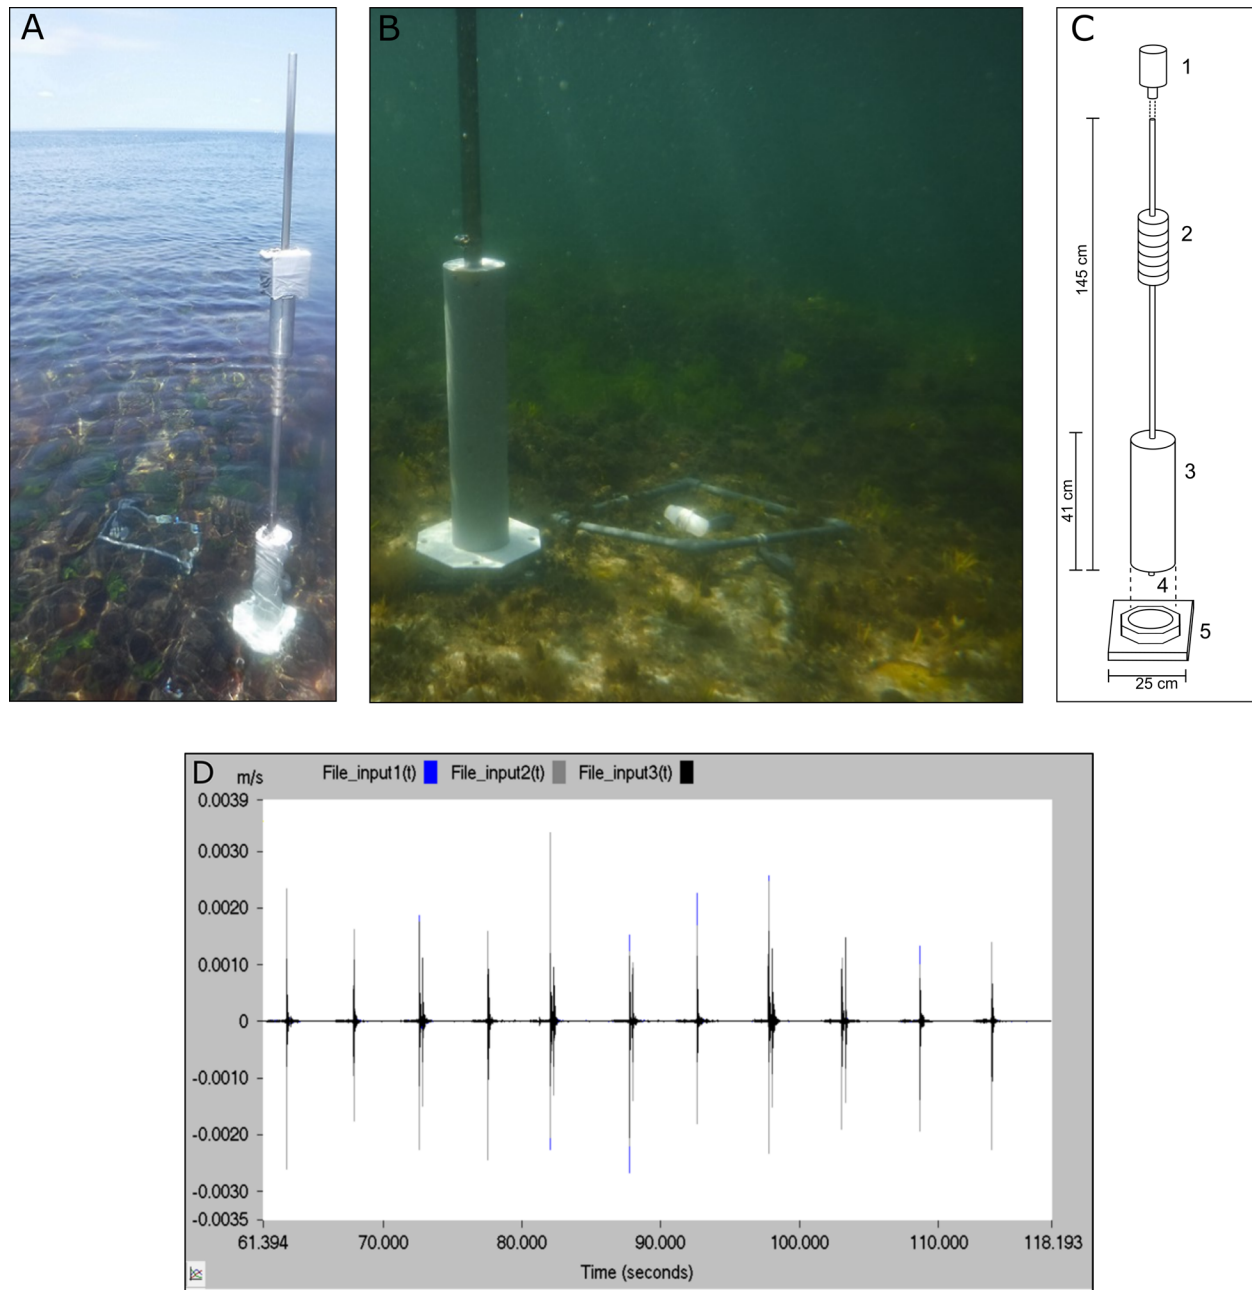 A
B
C
1
2
145 cm
3
41 cm
4
5
25 cm
D
m/s
File_input1(t)
File_input2(t)
File_input3(t)
0.0039
0.0030
0.0020
0.0010
0
-0.0010
-0.0020
-0.0030
-0.0035
61.394
70.000
80.000
90.000
100.000
110.000
118.193
Time (seconds)